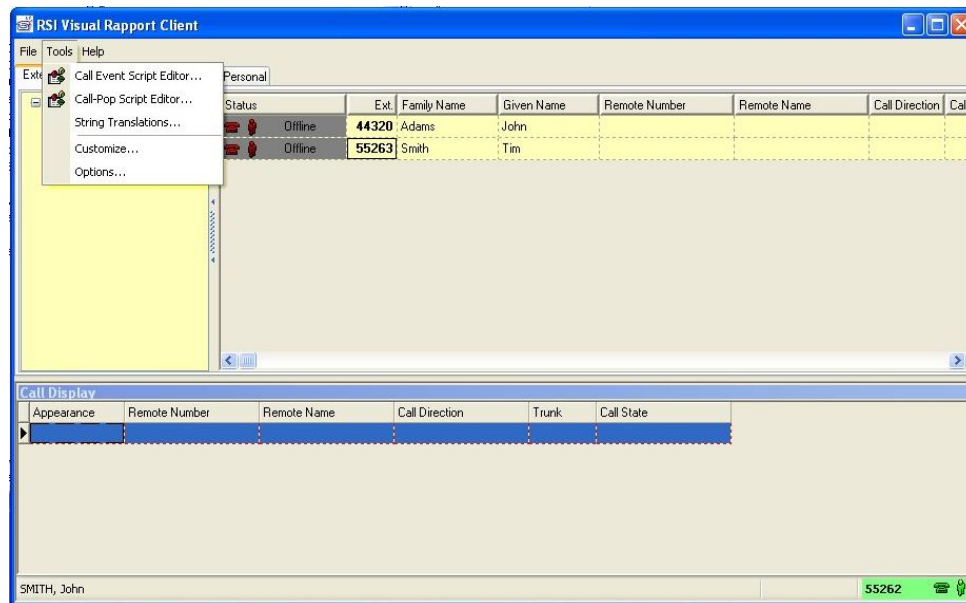 RSI Visual Rapport Client
File Tools Help
Exte Personal
Call Event Script Editor...
Call-Pop Script Editor...
String Translations...
Customize...
Options...
Status Ext. Family Name Given Name Remote Number Remote Name Call Direction Cal
Offline 44320 Adams John
Offline 55263 Smith Tim
Call Display
Appearance Remote Number Remote Name Call Direction Trunk Call State
SMITH, John 55262